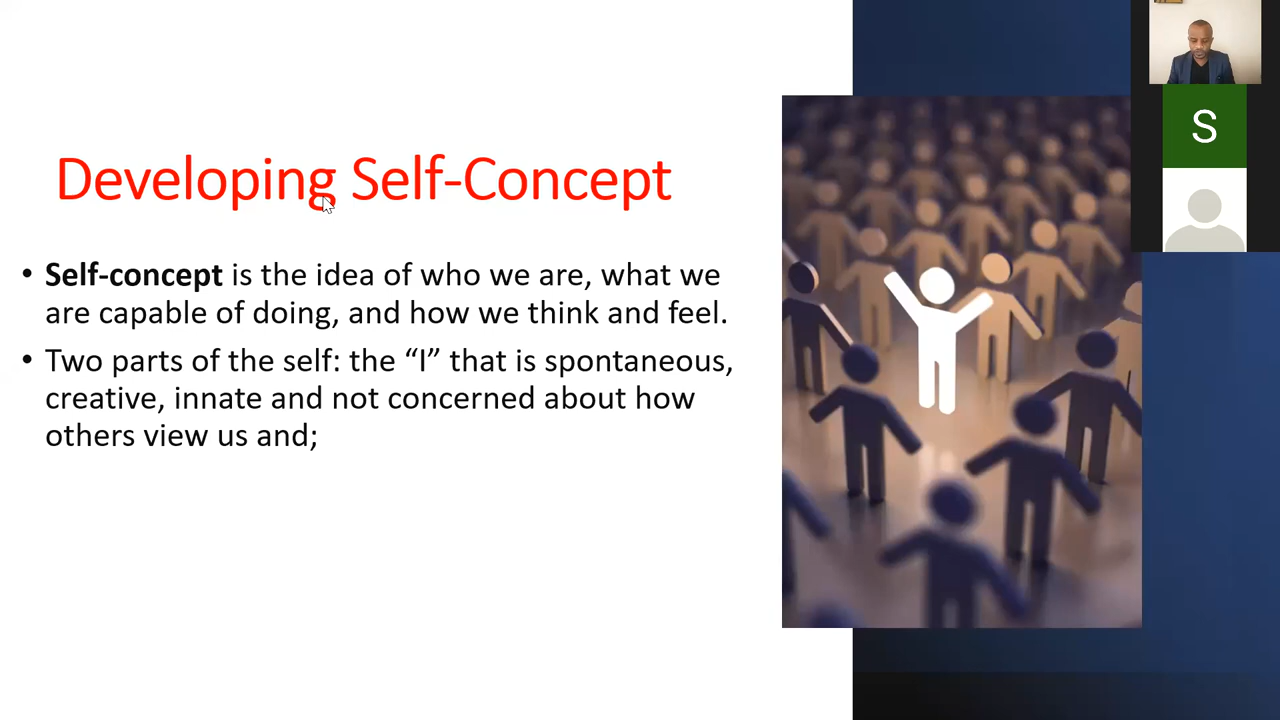 Developing Self-Concept
• Self-concept is the idea of who we are, what we
are capable of doing, and how we think and feel.
• Two parts of the self: the “I” that is spontaneous,
creative, innate and not concerned about how
others view us and;
S